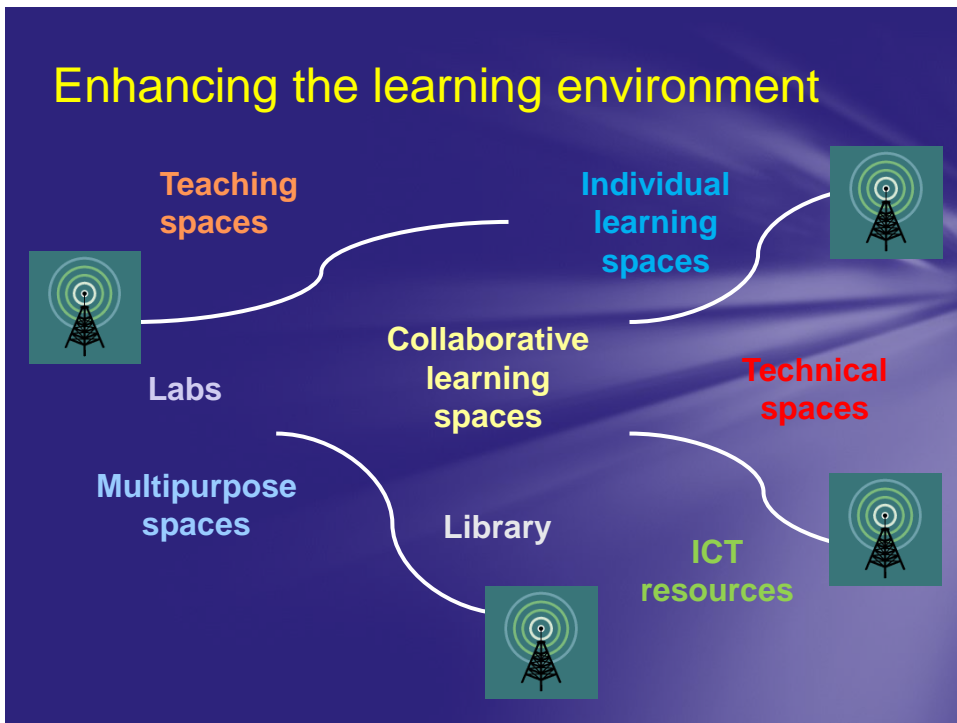 Enhancing the learning environment
Teaching
spaces
Individual
learning
spaces
Collaborative
learning
spaces
Technical
spaces
Labs
Multipurpose
spaces
Library
ICT
resources